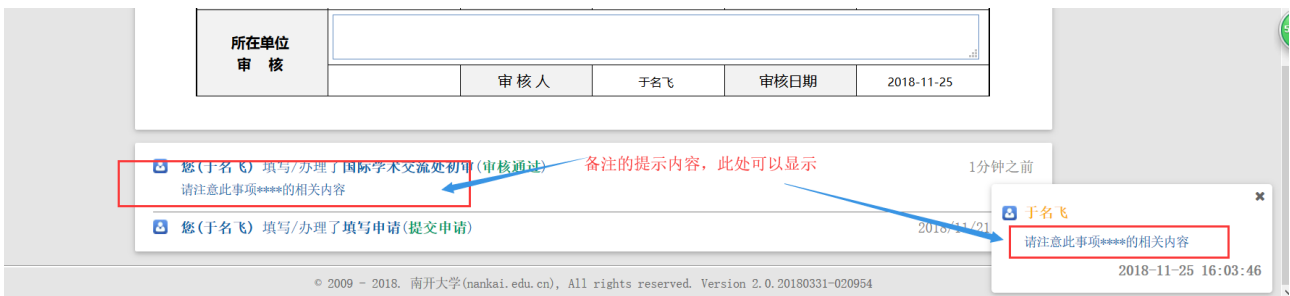 所在单位
审 核
审 核 人 于名飞 审核日期 2018-11-25
备注的提示内容，此处可以显示
您(于名飞) 填写/办理了国际学术交流处初审(审核通过) 1分钟之前
请注意此事项****的相关内容
您(于名飞) 填写/办理了填写申请(提交申请) 2018/11/21
于名飞
请注意此事项****的相关内容
2018-11-25 16:03:46
© 2009 - 2018. 南开大学(nankai.edu.cn), All rights reserved. Version 2.0.20180331-020954